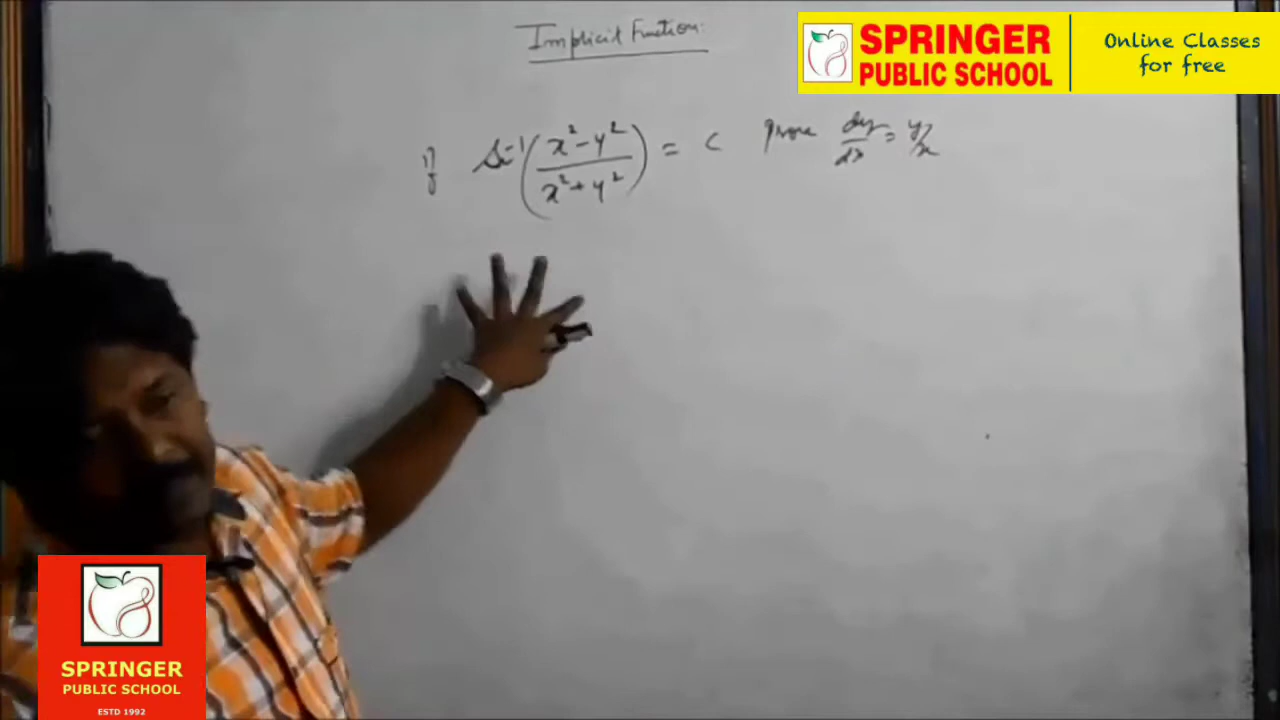 Implicit Function
SPRINGER
PUBLIC SCHOOL
Online Classes
for free
If Sin⁻¹((x² - y²)/(x² + y²)) = c prove dy/dx = y/x
SPRINGER
PUBLIC SCHOOL
ESTD 1992